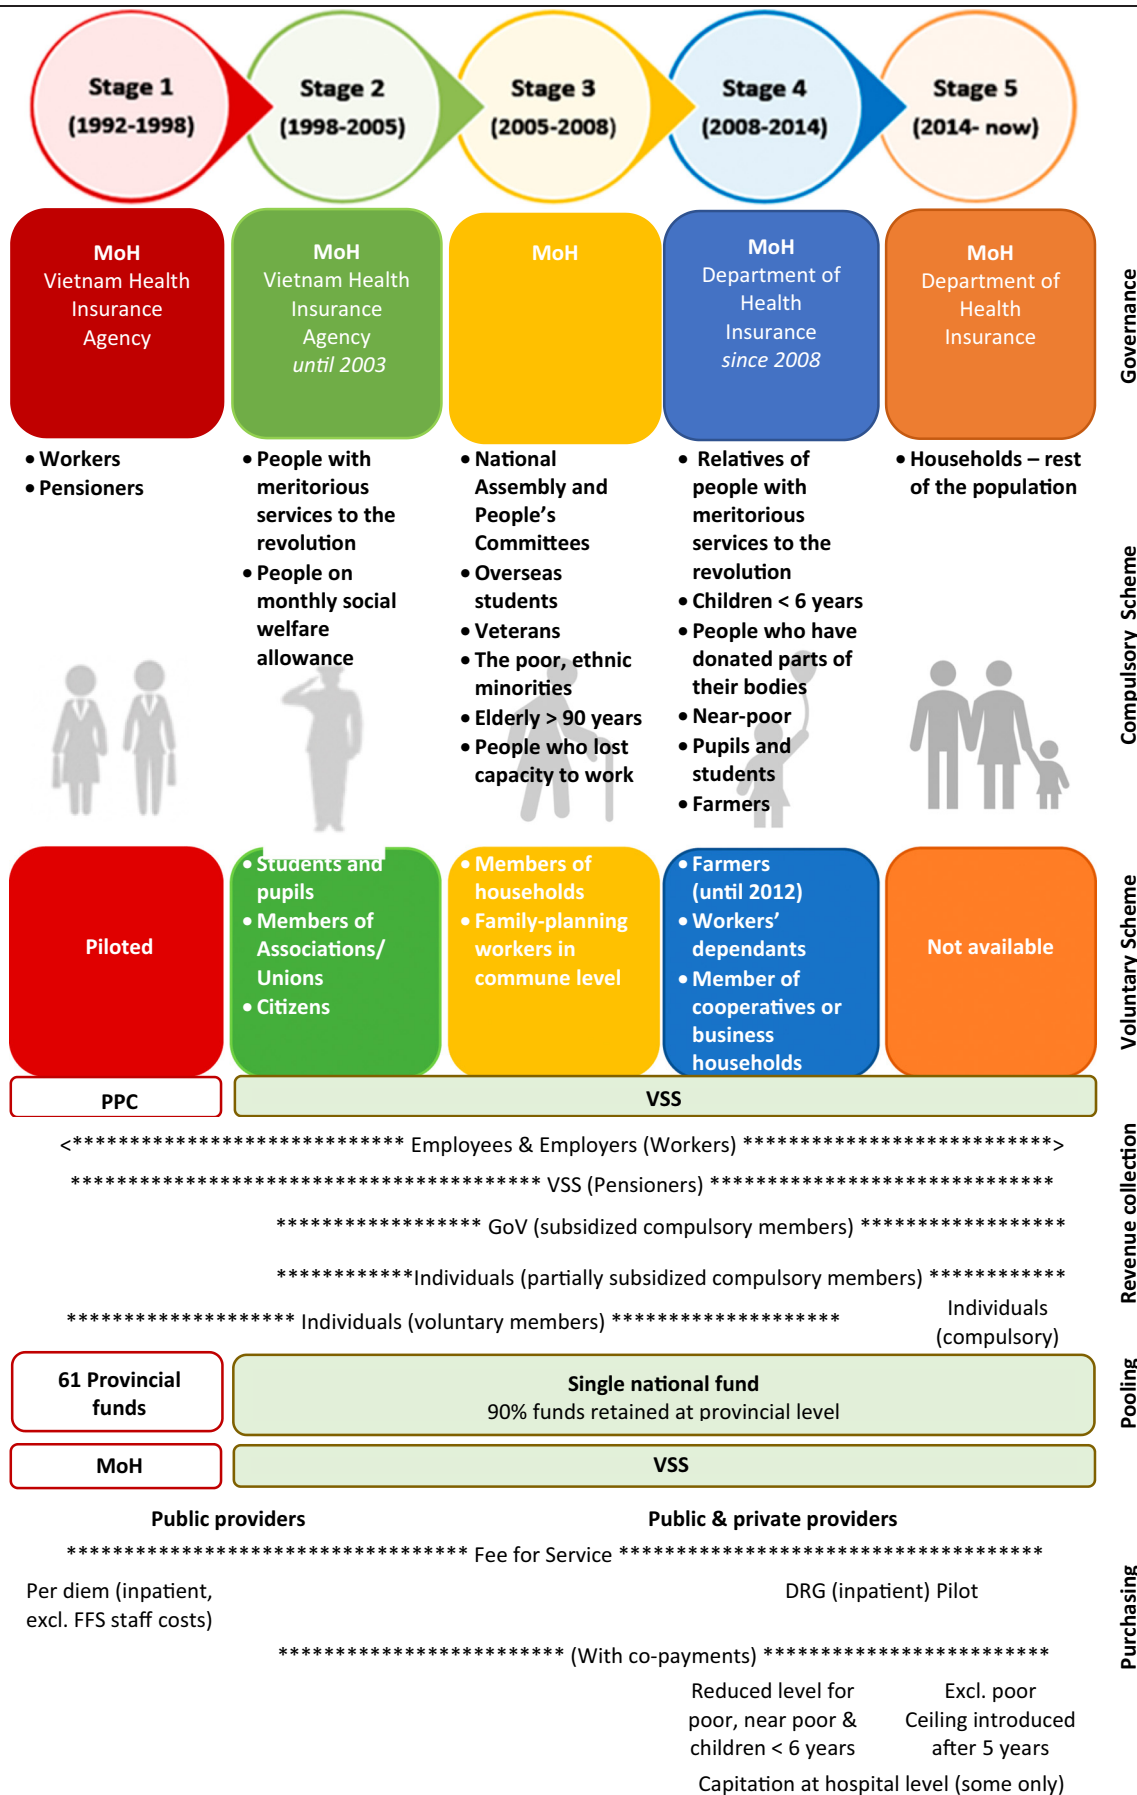 Stage 1
(1992-1998)
Stage 2
(1998-2005)
Stage 3
(2005-2008)
Stage 4
(2008-2014)
Stage 5
(2014- now)
MoH
Vietnam Health
Insurance
Agency
MoH
Vietnam Health
Insurance
Agency
until 2003
MoH
MoH
Department of
Health
Insurance
since 2008
MoH
Department of
Health
Insurance
Governance
• Workers
• Pensioners
• People with
meritorious
services to the
revolution
• People on
monthly social
welfare
allowance
• National
Assembly and
People's
Committees
• Overseas
students
• Veterans
• The poor, ethnic
minorities
• Elderly > 90 years
• People who lost
capacity to work
• Relatives of
people with
meritorious
services to the
revolution
• Children < 6 years
• People who have
donated parts of
their bodies
• Near-poor
• Pupils and
students
• Farmers
• Households – rest
of the population
Compulsory Scheme
Piloted
• Students and
pupils
• Members of
Associations/
Unions
• Citizens
• Members of
households
• Family-planning
workers in
commune level
• Farmers
(until 2012)
• Workers'
dependants
• Member of
cooperatives or
business
households
Not available
Voluntary Scheme
PPC
VSS
<***************************** Employees & Employers (Workers) ***************************>
***************************************** VSS (Pensioners) ******************************
****************** GoV (subsidized compulsory members) ******************
************Individuals (partially subsidized compulsory members) ************
******************** Individuals (voluntary members) ********************
Individuals
(compulsory)
Revenue collection
61 Provincial
funds
Single national fund
90% funds retained at provincial level
Pooling
MoH
VSS
Public providers
Public & private providers
*********************************** Fee for Service *************************************
Per diem (inpatient,
excl. FFS staff costs)
DRG (inpatient) Pilot
************************* (With co-payments) *************************
Reduced level for
poor, near poor &
children < 6 years
Excl. poor
Ceiling introduced
after 5 years
Capitation at hospital level (some only)
Purchasing